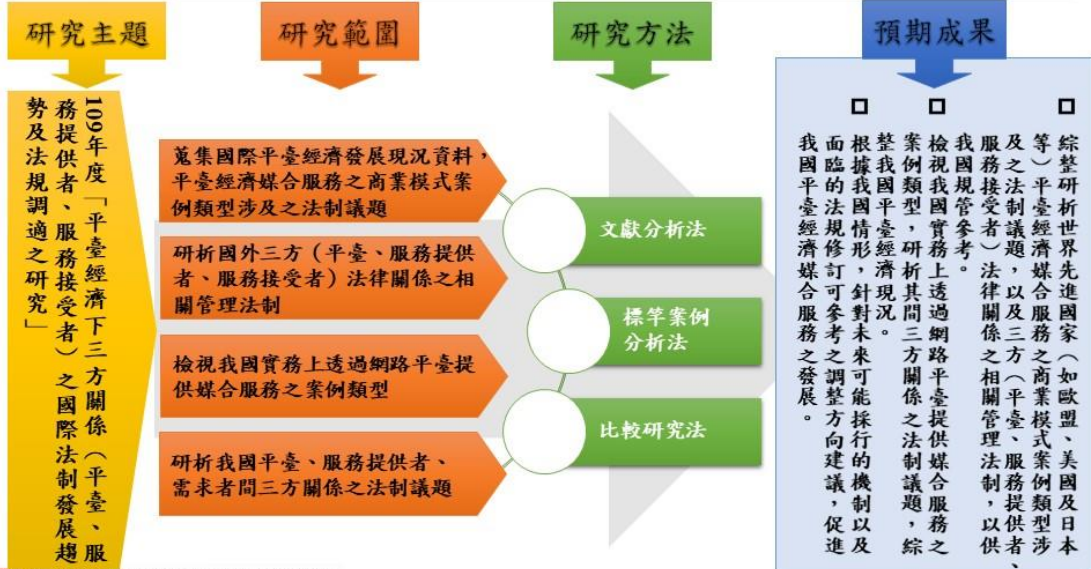 研究主題
109年度「平臺經濟下三方關係（平臺、服
務提供者、服務接受者）之國際法制發展趨
勢及法規調適之研究」
研究範圍
蒐集國際平臺經濟發展現況資料，
平臺經濟媒合服務之商業模式案
例類型涉及之法制議題
研析國外三方（平臺、服務提供
者、服務接受者）法律關係之相
關管理法制
檢視我國實務上透過網路平臺提
供媒合服務之案例類型
研析我國平臺、服務提供者、
需求者間三方關係之法制議題
研究方法
文獻分析法
標竿案例
分析法
比較研究法
預期成果
綜整研析世界先進國家（如歐盟、美國及日本
等）平臺經濟媒合服務之商業模式案例類型涉
及之法制議題，以及三方（平臺、服務提供者、
服務接受者）法律關係之相關管理法制，以供
我國規管參考。
檢視我國實務上透過網路平臺提供媒合服務之
案例類型，研析其間三方關係之法制議題，綜
整我國平臺經濟現況。
根據我國情形，針對未來可能採行的機制以及
面臨的法規修訂可參考之調整方向建議，促進
我國平臺經濟媒合服務之發展。